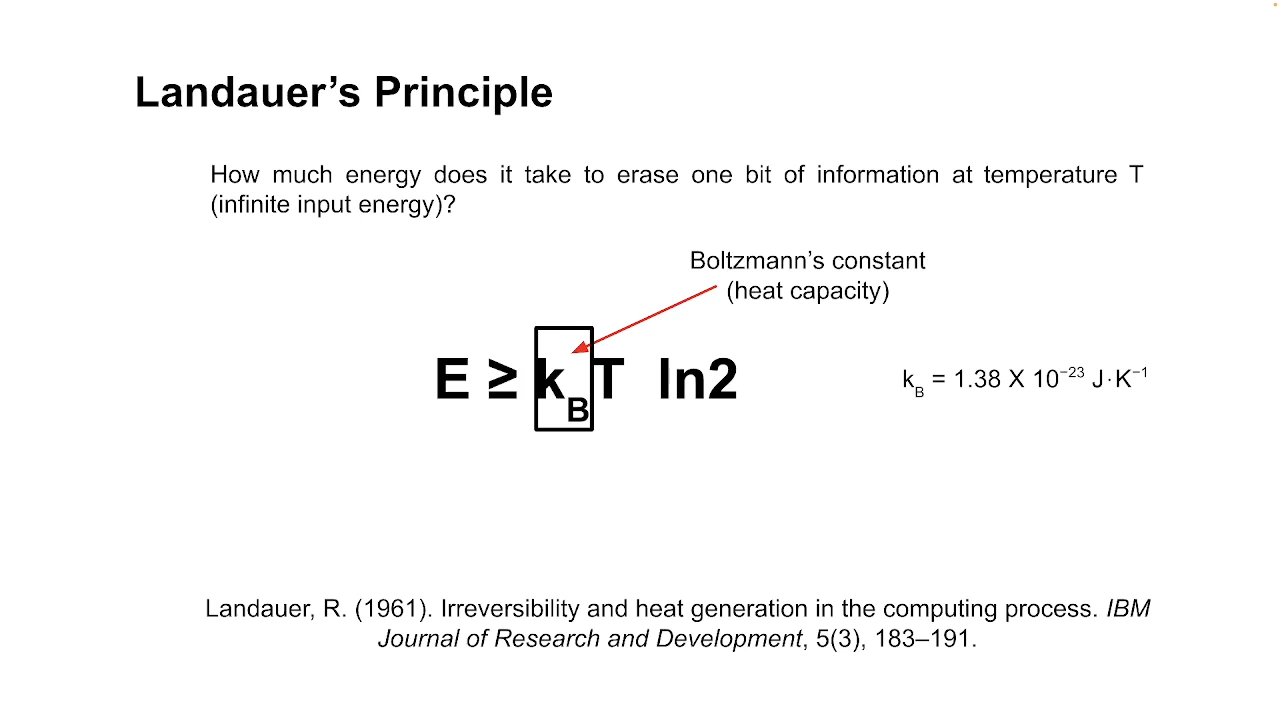 Landauer’s Principle
How much energy does it take to erase one bit of information at temperature T
(infinite input energy)?
Boltzmann’s constant
(heat capacity)
E ≥ k_B T ln2
k_B = 1.38 X 10⁻²³ J·K⁻¹
Landauer, R. (1961). Irreversibility and heat generation in the computing process. IBM
Journal of Research and Development, 5(3), 183–191.